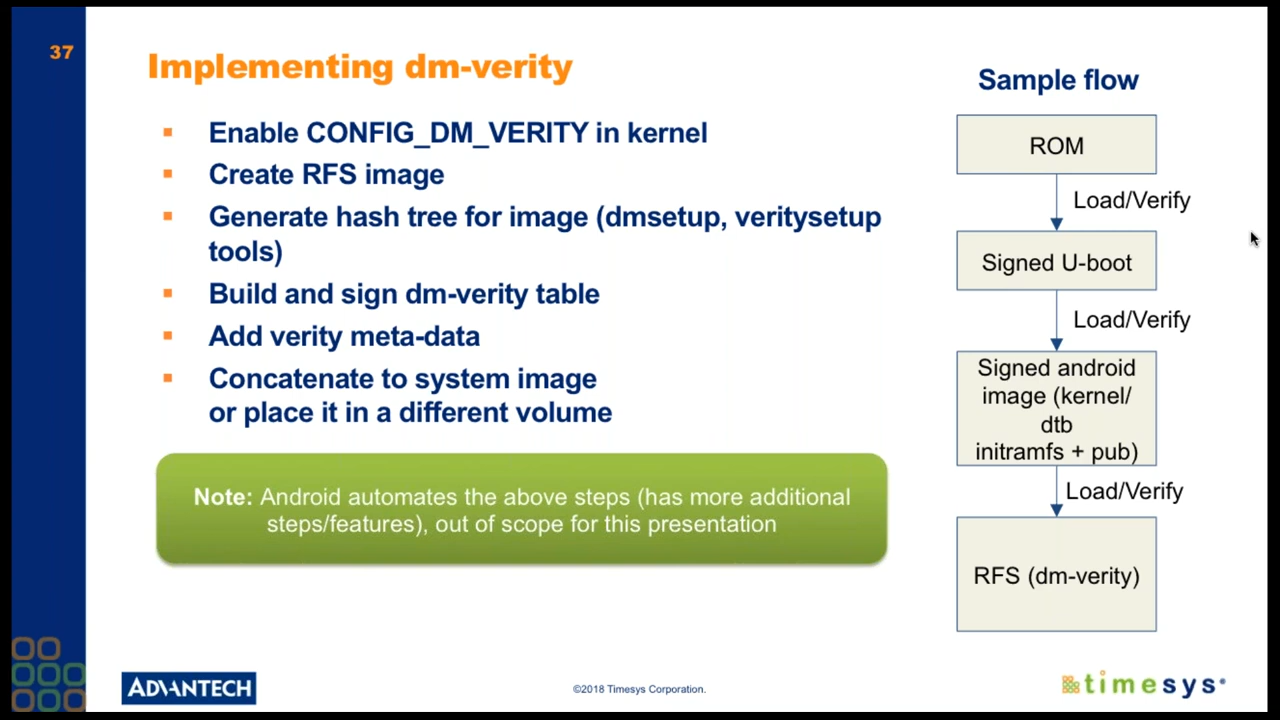 37
Implementing dm-verity
Enable CONFIG_DM_VERITY in kernel
Create RFS image
Generate hash tree for image (dmsetup, veritysetup
tools)
Build and sign dm-verity table
Add verity meta-data
Concatenate to system image
or place it in a different volume
Note: Android automates the above steps (has more additional
steps/features), out of scope for this presentation
Sample flow
ROM
Load/Verify
Signed U-boot
Load/Verify
Signed android
image (kernel/
dtb
initramfs + pub)
Load/Verify
RFS (dm-verity)
ADVANTECH
©2018 Timesys Corporation.
timesys